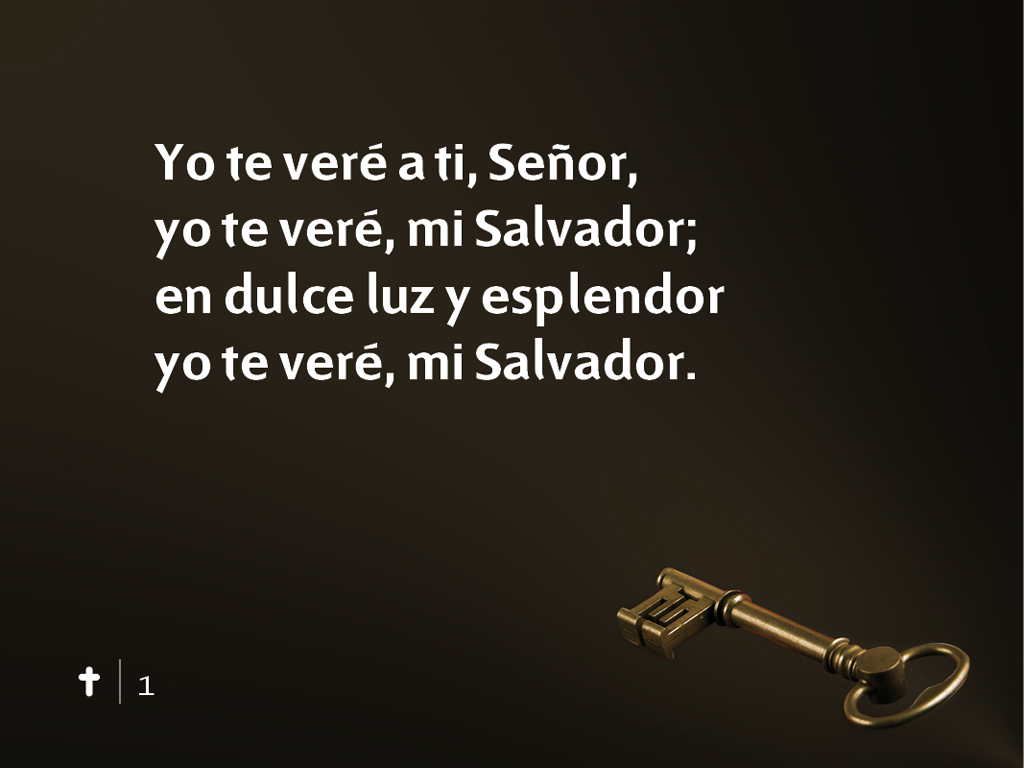 Yo te veré a ti, Señor,
yo te veré, mi Salvador;
en dulce luz y esplendor
yo te veré, mi Salvador.
1